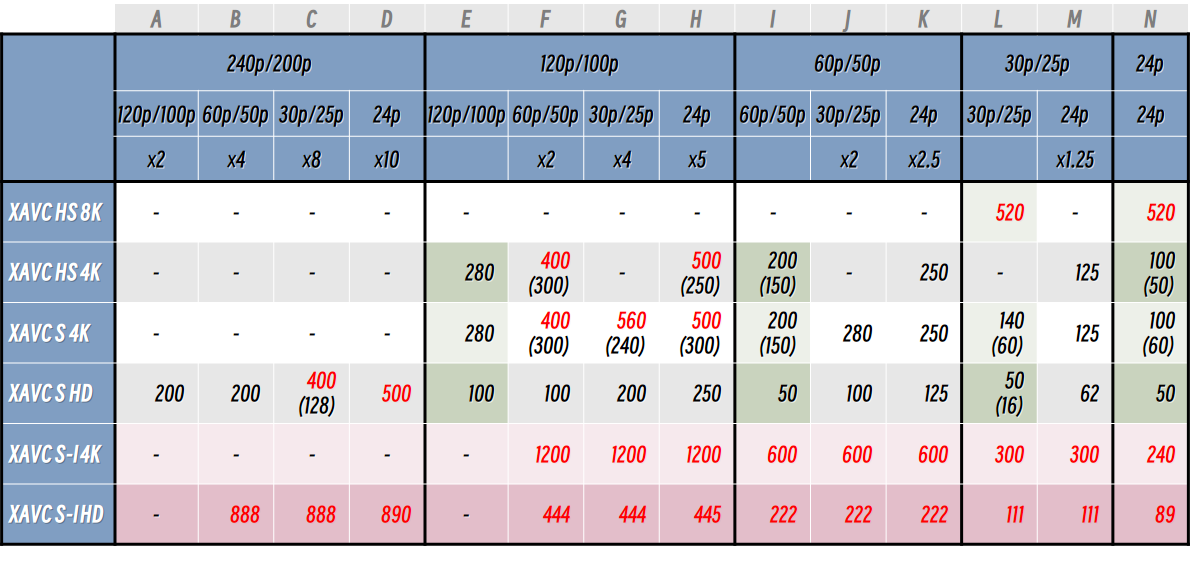 A B C D E F G H I J K L M N
240p/200p 120p/100p 60p/50p 30p/25p 24p
120p/100p 60p/50p 30p/25p 24p 120p/100p 60p/50p 30p/25p 24p 60p/50p 30p/25p 24p 30p/25p 24p 24p
x2 x4 x8 x10 x2 x4 x5 x2 x2.5 x1.25
XAVC HS 8K - - - - - - - - - - - 520 - 520
XAVC HS 4K - - - - 280 400 - 500 200 - 250 - 125 100
(300) (250) (150) (50)
XAVC S 4K - - - - 280 400 560 500 200 280 250 140 125 100
(300) (240) (300) (150) (60) (60)
XAVC S HD 200 200 400 500 100 100 200 250 50 100 125 50 62 50
(128) (16)
XAVC S-I 4K - - - - - 1200 1200 1200 600 600 600 300 300 240
XAVC S-I HD - 888 888 890 - 444 444 445 222 222 222 111 111 89